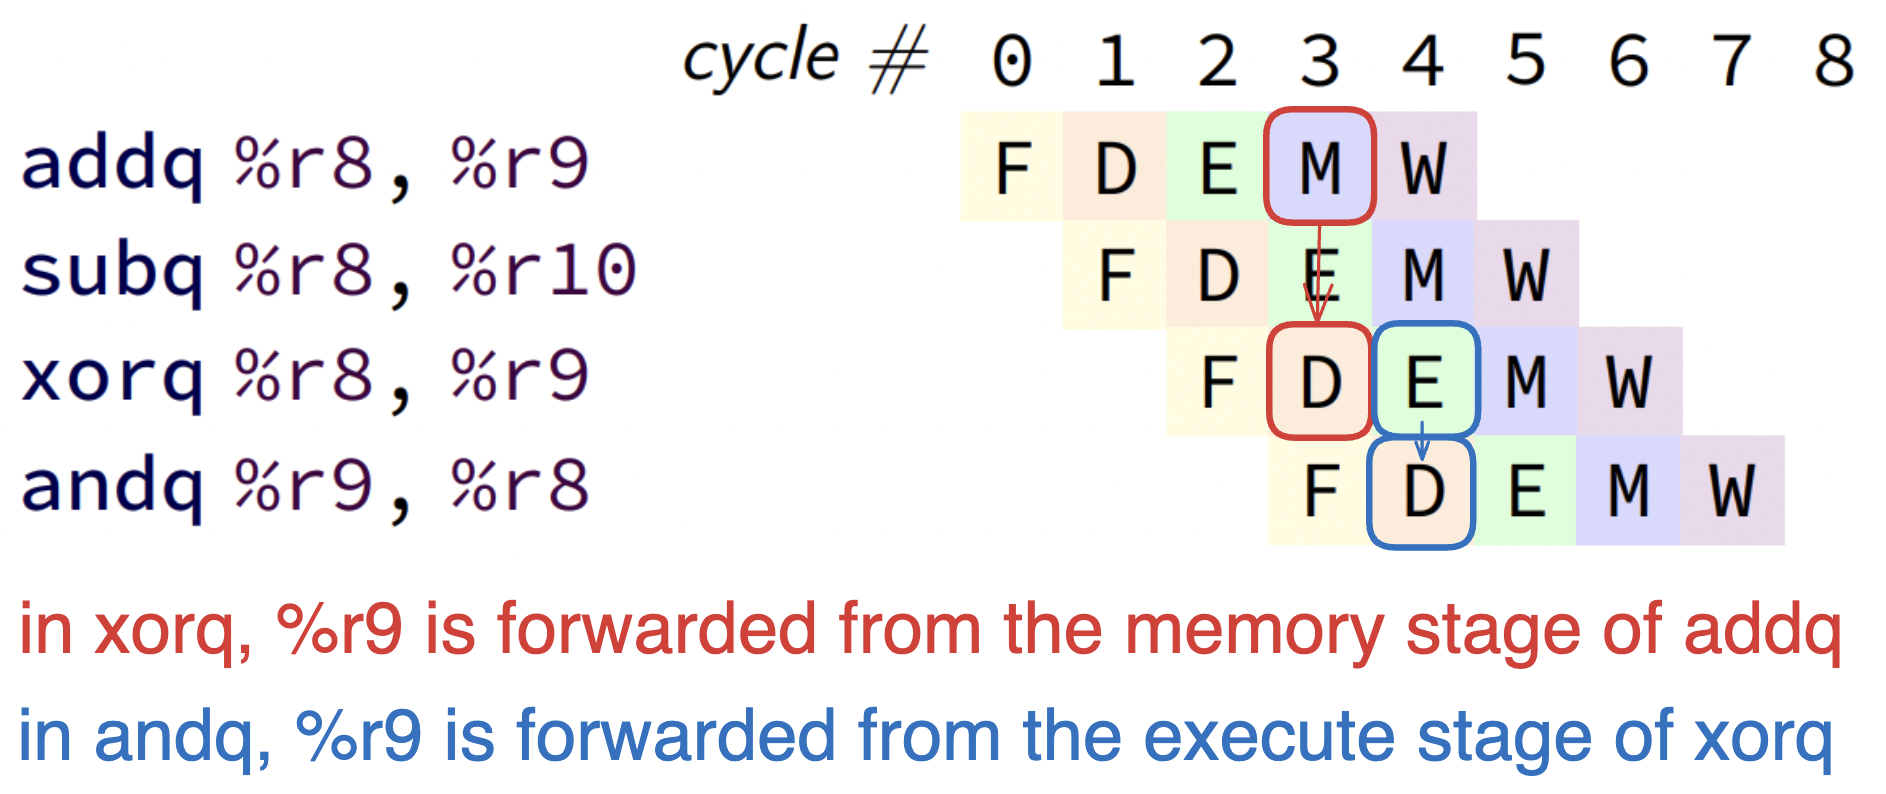 cycle # 0 1 2 3 4 5 6 7 8
addq %r8, %r9 F D E M W
subq %r8, %r10 F D E M W
xorq %r8, %r9 F D E M W
andq %r9, %r8 F D E M W
in xorq, %r9 is forwarded from the memory stage of addq
in andq, %r9 is forwarded from the execute stage of xorq